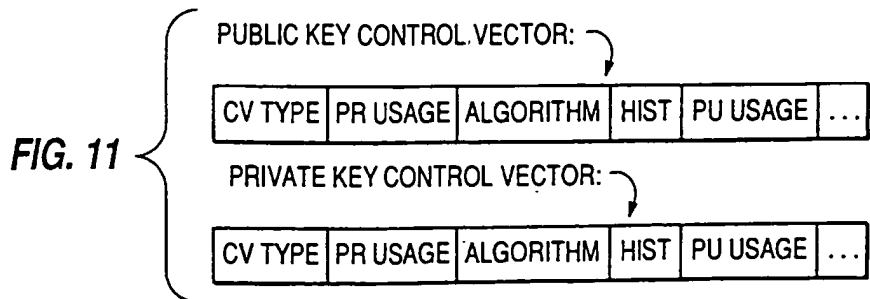 PUBLIC KEY CONTROL VECTOR:
CV TYPE PR USAGE ALGORITHM HIST PU USAGE ...
FIG. 11
PRIVATE KEY CONTROL VECTOR:
CV TYPE PR USAGE ALGORITHM HIST PU USAGE ...